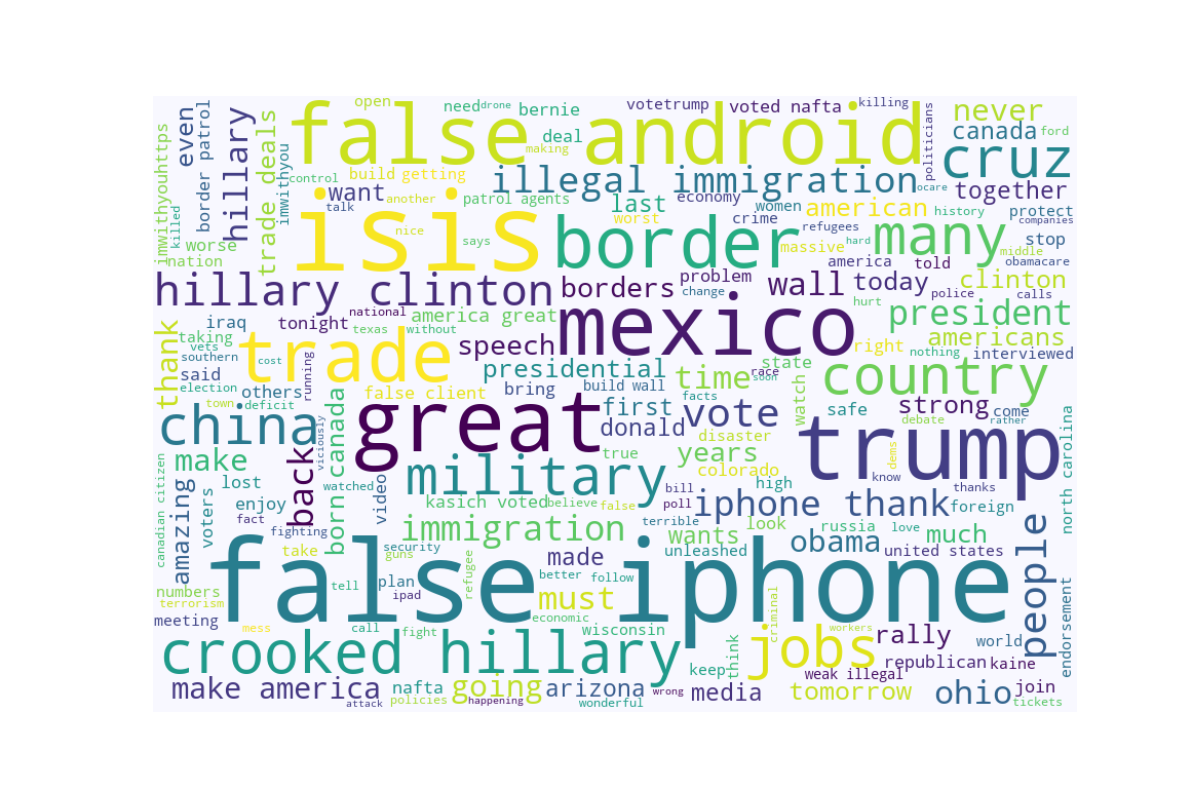 open
need
drone
bernie
votetrump
voted nafta
killing
never
even
border patrol
hillary
trade deals
imwithyou
imwithyouhttps
false android
deal
making
politicians
canada
ford
cruz
control
build
getting
illegal immigration
ocare
together
want
another
patrol agents
last
economy
women
american
history
protect
companies
talk
isis
nice
says
worst
crime
refugees
border
massive
hard
many
stop
middle
killed
worse
nation
america
told
obamacare
hillary clinton
borders
problem
change
wall
today
police
clinton
calls
national
hurt
iraq
tonight
america great
mexico
president
taking
texas
without
americans
thank
vets
southern
said
cost
trade
speech
right
nothing
interviewed
election
others
running
presidential
state
race
soon
country
town
deficit
false client
bring
build wall
time
facts
watch
safe
strong
come
rather
china
viciously
born canada
great
first
donald
vote
debate
disaster
trump
dems
north carolina
make
back
true
years
colorado
know
lost
watched
military
bill
high
thanks
canadian citizen
amazing
voters
enjoy
video
kasich voted
believe
false
poll
iphone thank
foreign
fact
fighting
immigration
terrible
wants
look
russia
love
much
take
security
guns
refugee
made
unleashed
obama
united states
people
false iphone
tell
plan
ipad
better
follow
numbers
terrorism
must
economic
criminal
endorsement
meeting
mess
call
fight
wisconsin
workers
crooked hillary
jobs
rally
world
think
keep
republican
kaine
weak illegal
make america
attack
nafta
policies
going
happening
arizona
wonderful
wrong
media
tomorrow
ohio
join
tickets